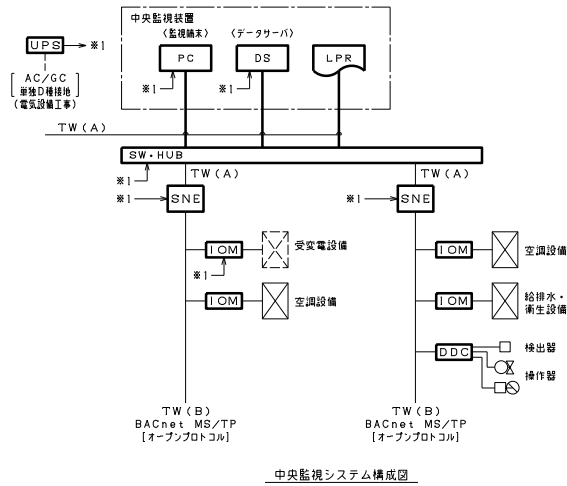 中央監視装置
〈監視端末〉
〈データサーバ〉
UPS
※1
PC
DS
LPR
AC/GC
単独D種接地
(電気設備工事)
※1
※1
TW(A)
SW・HUB
※1
TW(A)
TW(A)
※1
SNE
※1
SNE
IOM
受変電設備
※1
IOM
空調設備
IOM
空調設備
IOM
給排水・
衛生設備
DDC
検出器
操作器
TW(B)
BACnet MS/TP
[オープンプロトコル]
TW(B)
BACnet MS/TP
[オープンプロトコル]
中央監視システム構成図